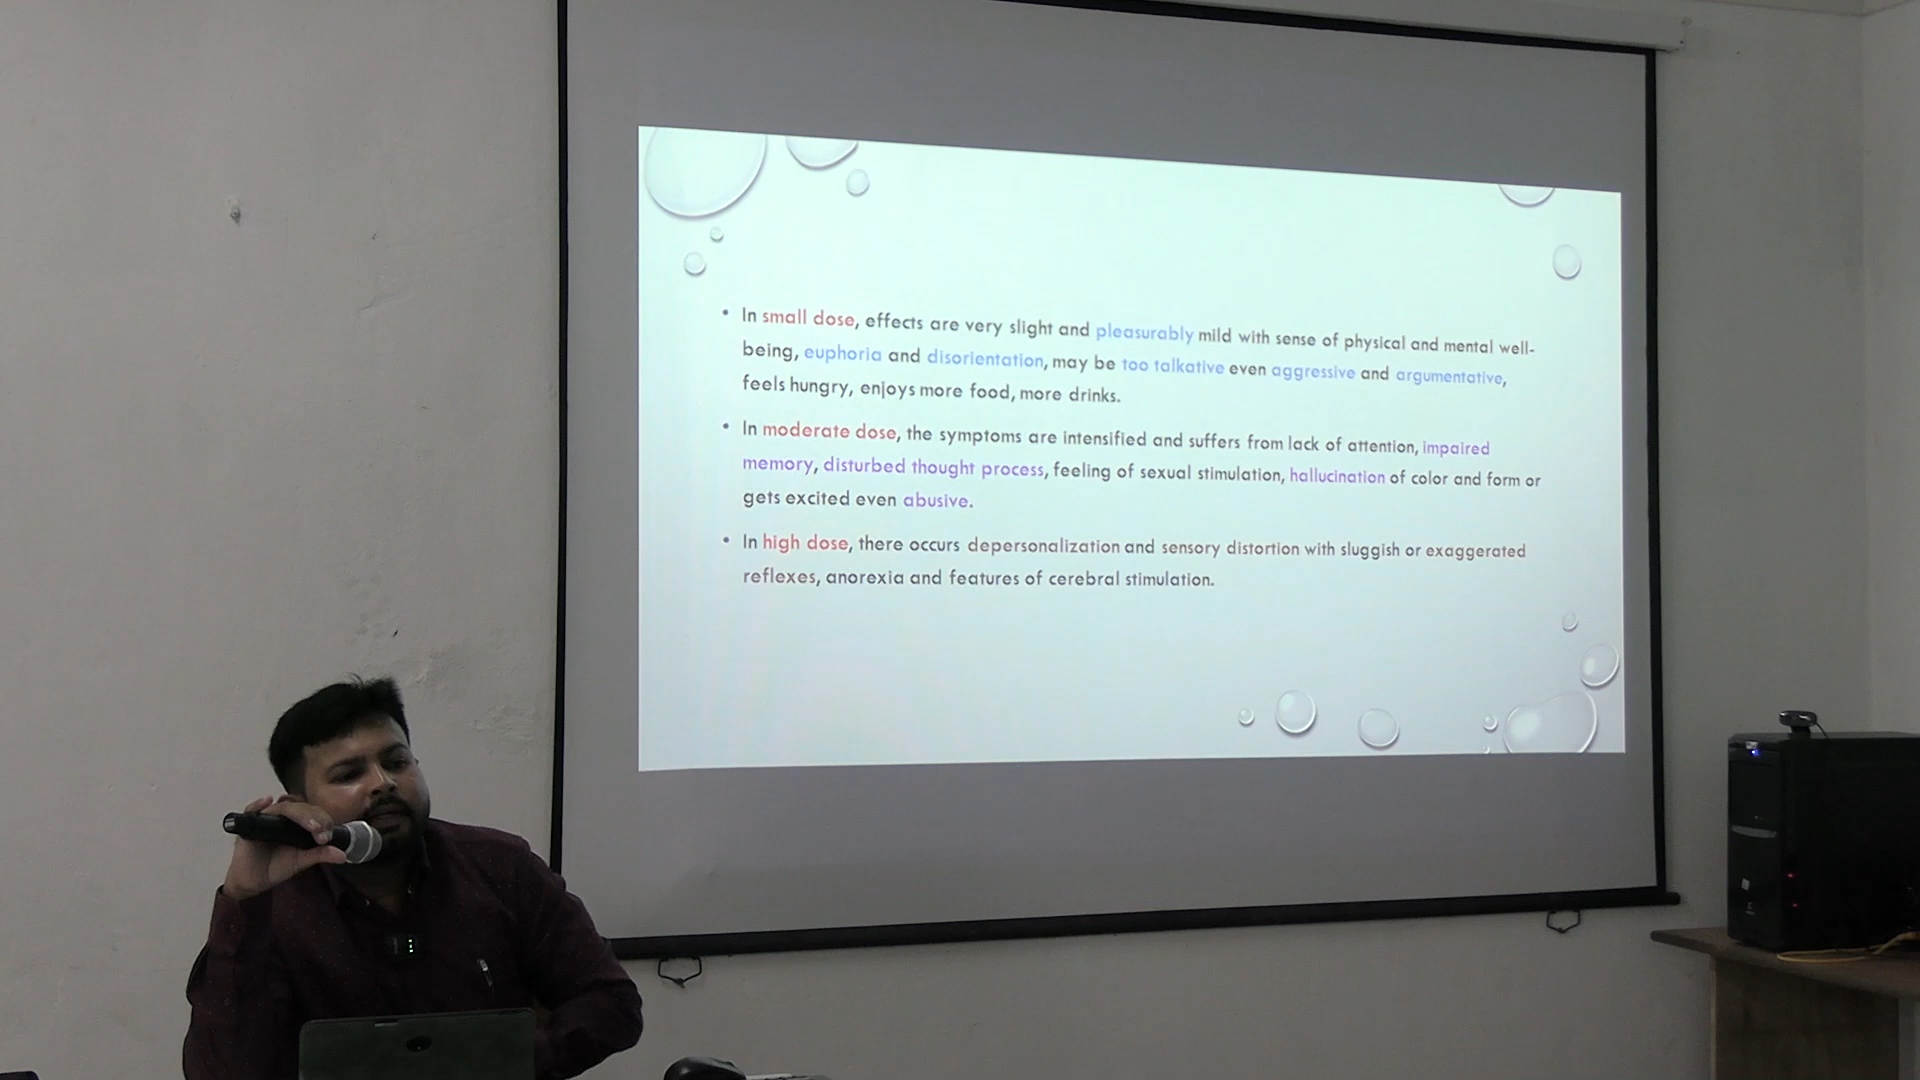 • In small dose, effects are very slight and pleasurably mild with sense of physical and mental well-
being, euphoria and disorientation, may be too talkative even aggressive and argumentative,
feels hungry, enjoys more food, more drinks.
• In moderate dose, the symptoms are intensified and suffers from lack of attention, impaired
memory, disturbed thought process, feeling of sexual stimulation, hallucination of color and form or
gets excited even abusive.
• In high dose, there occurs depersonalization and sensory distortion with sluggish or exaggerated
reflexes, anorexia and features of cerebral stimulation.